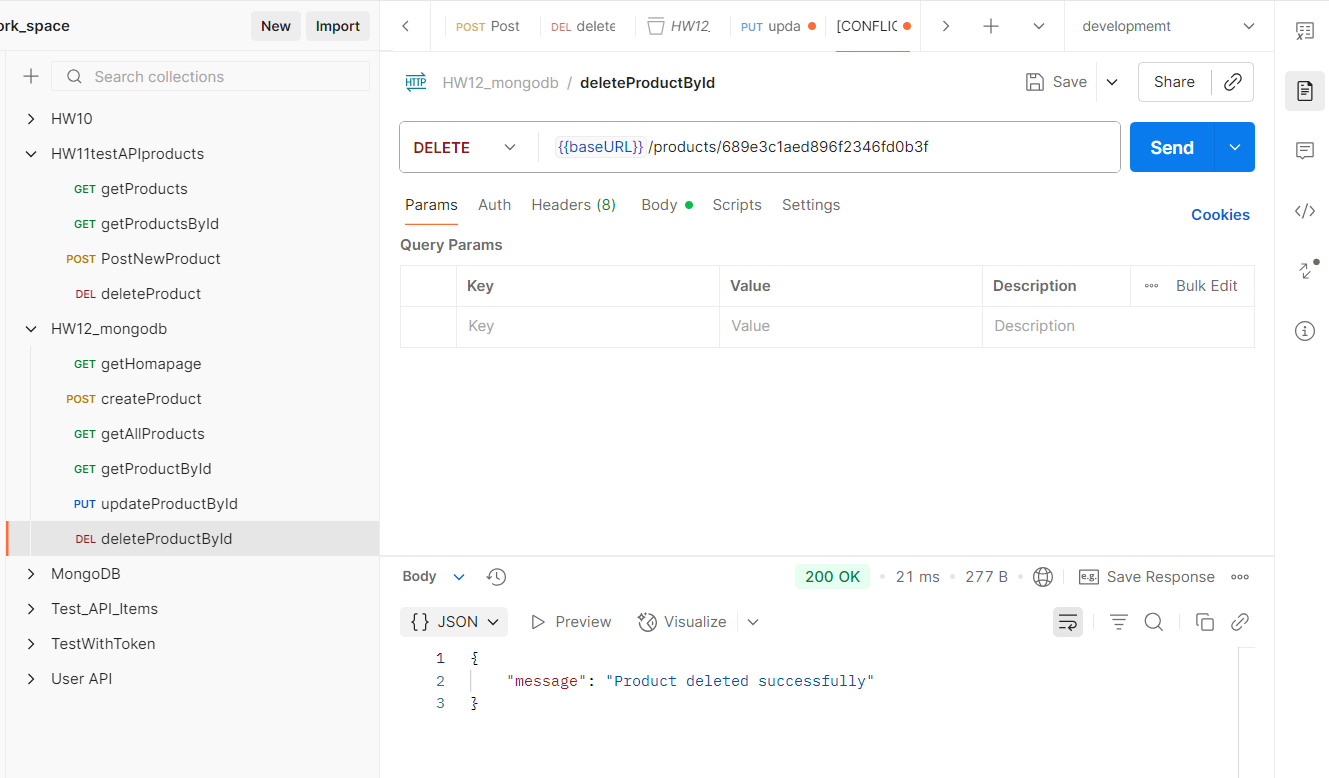 ork_space
New
Import
Search collections
HW10
HW11testAPIproducts
GET getProducts
GET getProductsById
POST PostNewProduct
DEL deleteProduct
HW12_mongodb
GET getHomapage
POST createProduct
GET getAllProducts
GET getProductById
PUT updateProductById
DEL deleteProductById
MongoDB
Test_API_Items
TestWithToken
User API
POST Post
DEL delete
HW12_
PUT upda
[CONFLIC
developmemt
HTTP HW12_mongodb / deleteProductById
Save
Share
DELETE
{{baseURL}}/products/689e3c1aed896f2346fd0b3f
Send
Params Auth Headers (8) Body Scripts Settings
Cookies
Query Params
Key Value Description Bulk Edit
Key Value Description
Body
200 OK 21 ms 277 B
e.g. Save Response
{} JSON Preview Visualize
1 {
2 "message": "Product deleted successfully"
3 }